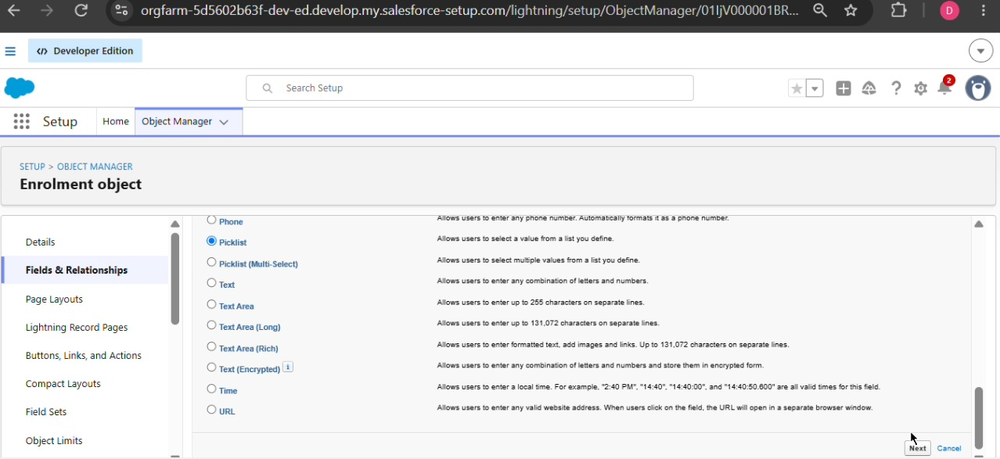 orgfarm-5d5602b63f-dev-ed.develop.my.salesforce-setup.com/lightning/setup/ObjectManager/01IjV000001BR...
D
</> Developer Edition
Search Setup
2
Setup Home Object Manager
SETUP > OBJECT MANAGER
Enrolment object
Details
Fields & Relationships
Page Layouts
Lightning Record Pages
Buttons, Links, and Actions
Compact Layouts
Field Sets
Object Limits
Phone Allows users to enter any phone number. Automatically formats it as a phone number.
Picklist Allows users to select a value from a list you define.
Picklist (Multi-Select) Allows users to select multiple values from a list you define.
Text Allows users to enter any combination of letters and numbers.
Text Area Allows users to enter up to 255 characters on separate lines.
Text Area (Long) Allows users to enter up to 131,072 characters on separate lines.
Text Area (Rich) Allows users to enter formatted text, add images and links. Up to 131,072 characters on separate lines.
Text (Encrypted) i Allows users to enter any combination of letters and numbers and store them in encrypted form.
Time Allows users to enter a local time. For example, "2:40 PM", "14:40", "14:40:00", and "14:40:50.600" are all valid times for this field.
URL Allows users to enter any valid website address. When users click on the field, the URL will open in a separate browser window.
Next Cancel